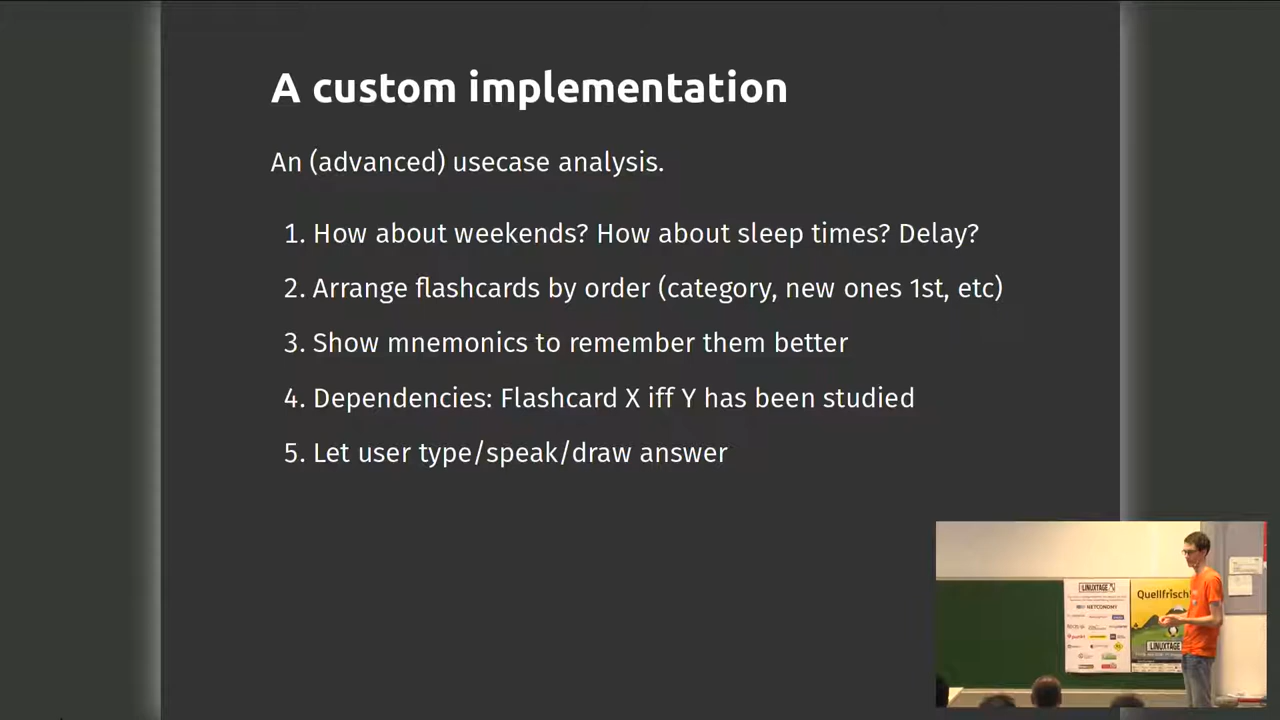 A custom implementation
An (advanced) usecase analysis.
1. How about weekends? How about sleep times? Delay?
2. Arrange flashcards by order (category, new ones 1st, etc)
3. Show mnemonics to remember them better
4. Dependencies: Flashcard X iff Y has been studied
5. Let user type/speak/draw answer
LINUXTAGE
NETCONOMY
Quellfrisch!
LINUXTAGE